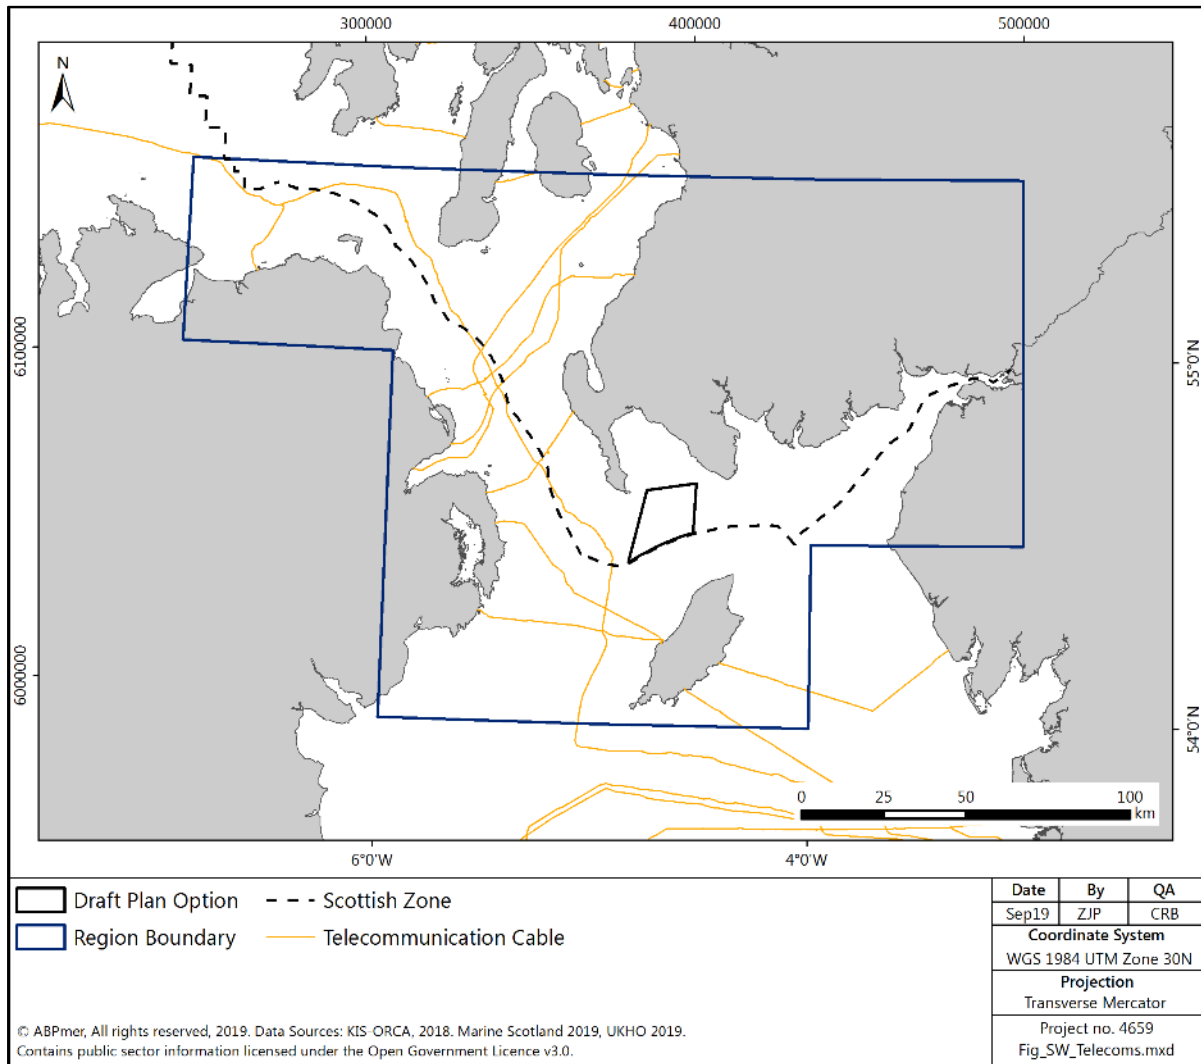 300000 400000 500000
N
6100000
6000000
55°0'N
54°0'N
0 25 50 100
km
6°0'W 4°0'W
Draft Plan Option Scottish Zone
Region Boundary Telecommunication Cable
Date By QA
Sep19 ZJP CRB
Coordinate System
WGS 1984 UTM Zone 30N
Projection
Transverse Mercator
Project no. 4659
Fig_SW_Telecoms.mxd
© ABPmer, All rights reserved, 2019. Data Sources: KIS-ORCA, 2018. Marine Scotland 2019, UKHO 2019.
Contains public sector information licensed under the Open Government Licence v3.0.